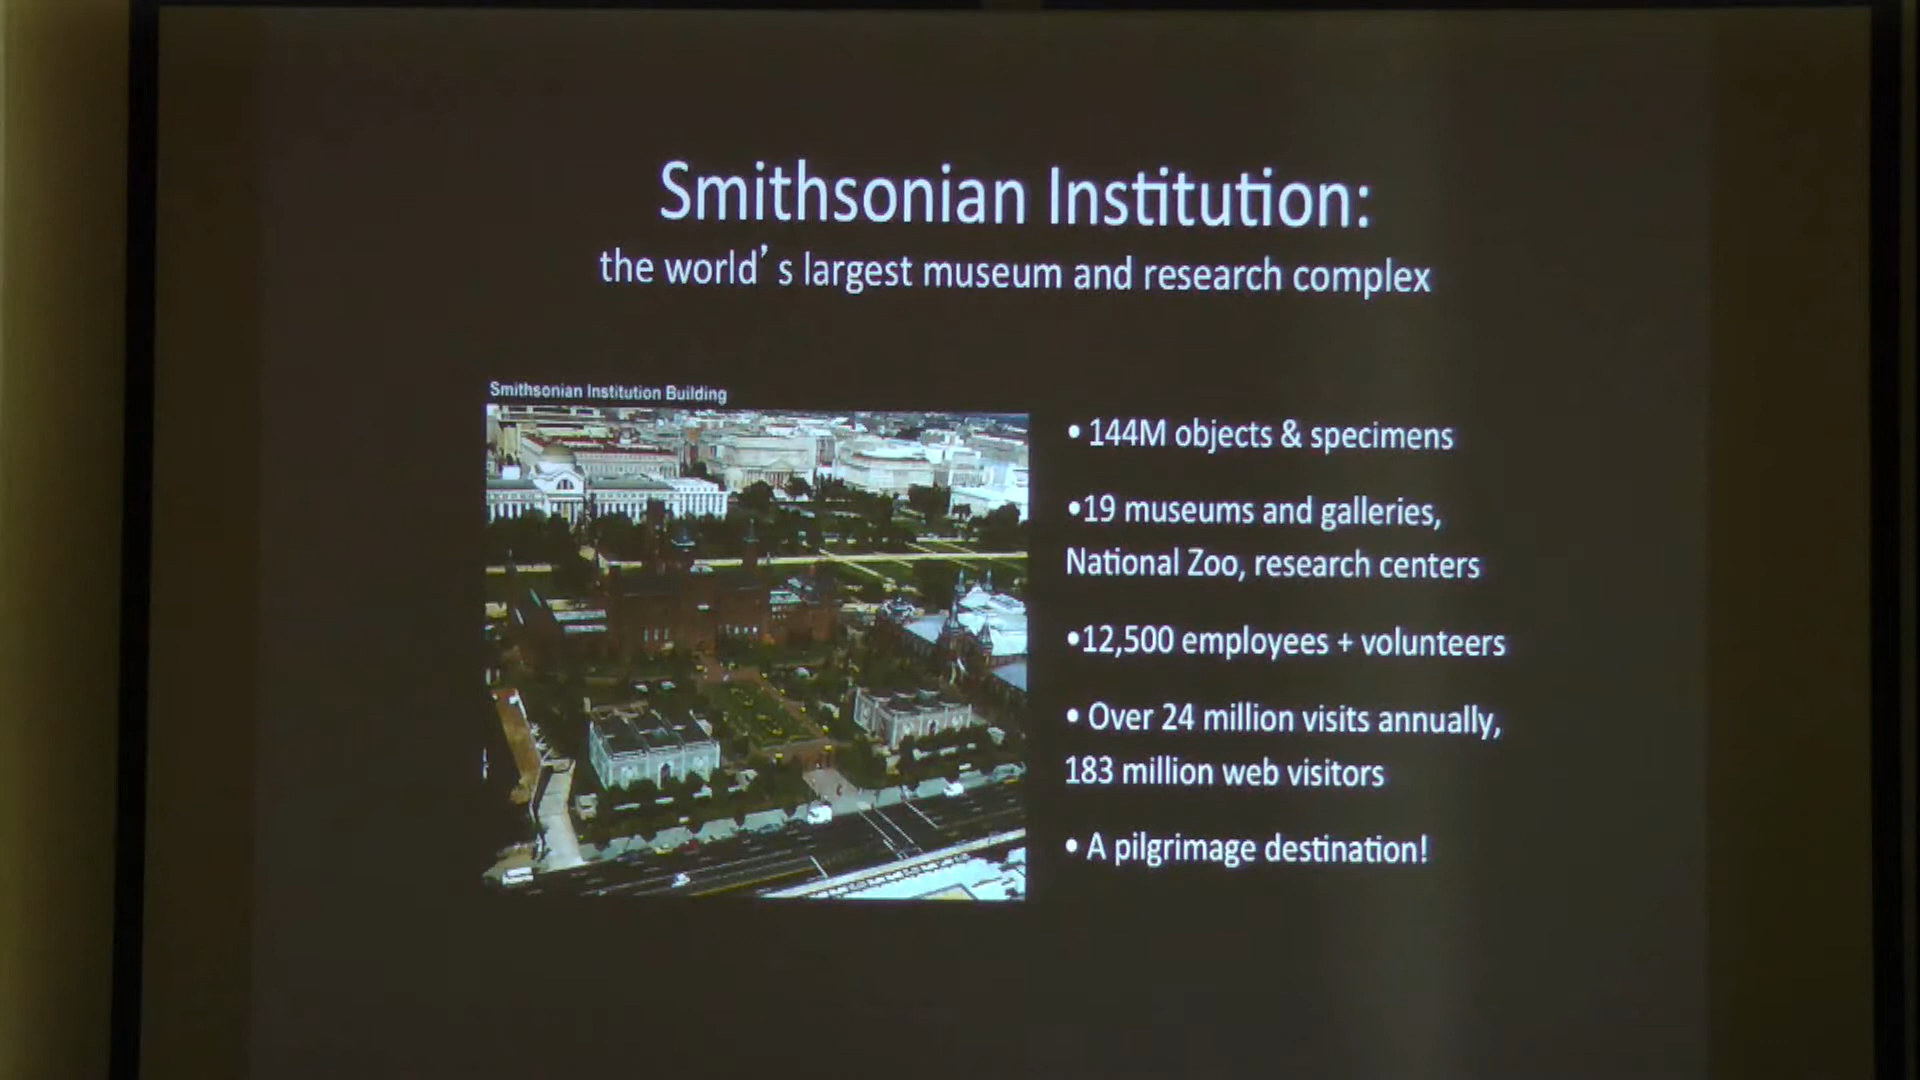 Smithsonian Institution:
the world's largest museum and research complex
Smithsonian Institution Building
• 144M objects & specimens
•19 museums and galleries,
National Zoo, research centers
•12,500 employees + volunteers
• Over 24 million visits annually,
183 million web visitors
• A pilgrimage destination!